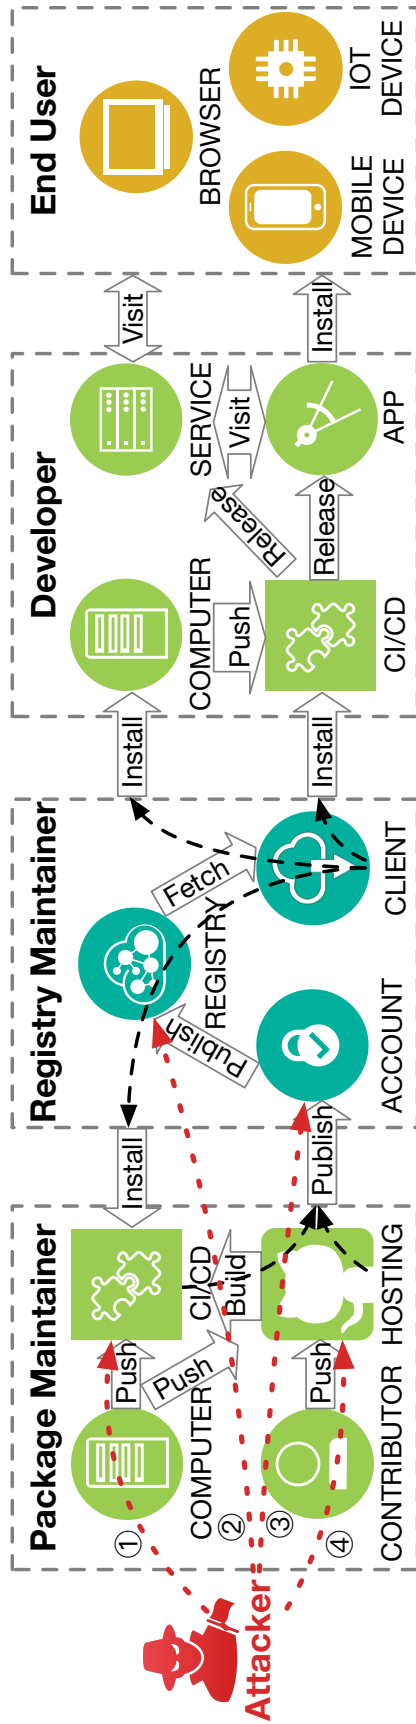 Package Maintainer
Registry Maintainer
Developer
End User
Push
Install
Install
Visit
COMPUTER
CI/CD
REGISTRY
COMPUTER
SERVICE
BROWSER
Push
Build
Publish
Fetch
Push
Release
Visit
①
②
③
④
Attacker
Push
Publish
Install
Release
Install
CONTRIBUTOR
HOSTING
ACCOUNT
CLIENT
CI/CD
APP
MOBILE
DEVICE
IOT
DEVICE